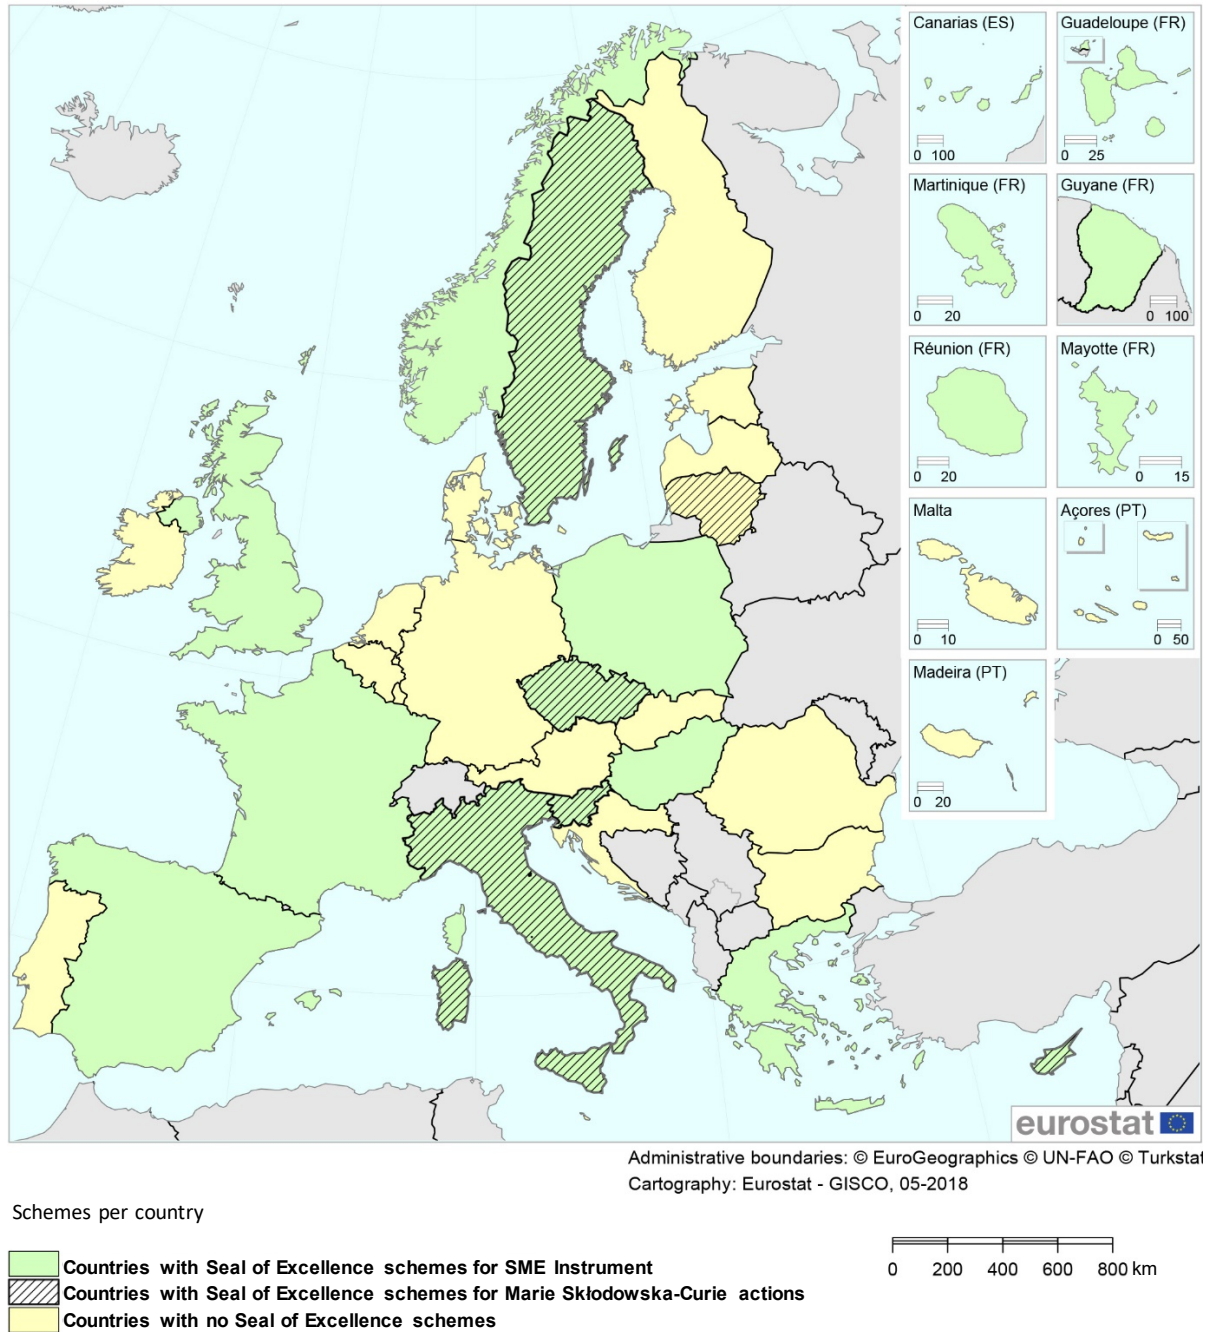 Canarias (ES)
0 100
Guadeloupe (FR)
0 25
Martinique (FR)
0 20
Guyane (FR)
0 100
Réunion (FR)
0 20
Mayotte (FR)
0 15
Malta
0 10
Açores (PT)
0 50
Madeira (PT)
0 20
eurostat
Administrative boundaries: © EuroGeographics © UN-FAO © Turkstat
Cartography: Eurostat - GISCO, 05-2018
Schemes per country
Countries with Seal of Excellence schemes for SME Instrument
Countries with Seal of Excellence schemes for Marie Skłodowska-Curie actions
Countries with no Seal of Excellence schemes
0 200 400 600 800 km